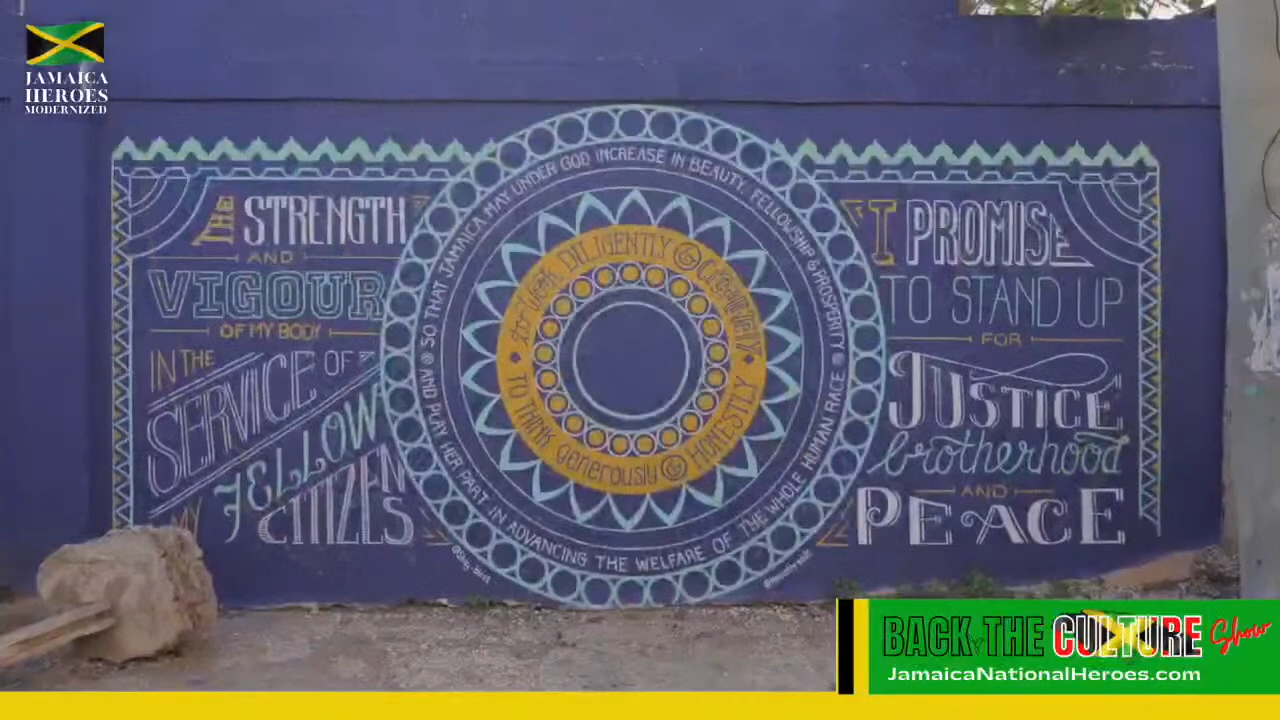 JAMAICA
HEROES
MODERNIZED
THE STRENGTH
AND
VIGOUR
OF MY BODY
IN THE
SERVICE OF
MY FELLOW
CITIZENS
SO THAT JAMAICA MAY UNDER GOD INCREASE IN BEAUTY, FELLOWSHIP & PROSPERITY
AND PLAY HER PART IN ADVANCING THE WELFARE OF THE WHOLE HUMAN RACE
to work DILIGENTLY & CREATIVELY
TO THINK generously & HONESTLY
I PROMISE
TO STAND UP
FOR
JUSTICE
brotherhood
AND
PEACE
BACK TO THE CULTURE Show
JamaicaNationalHeroes.com